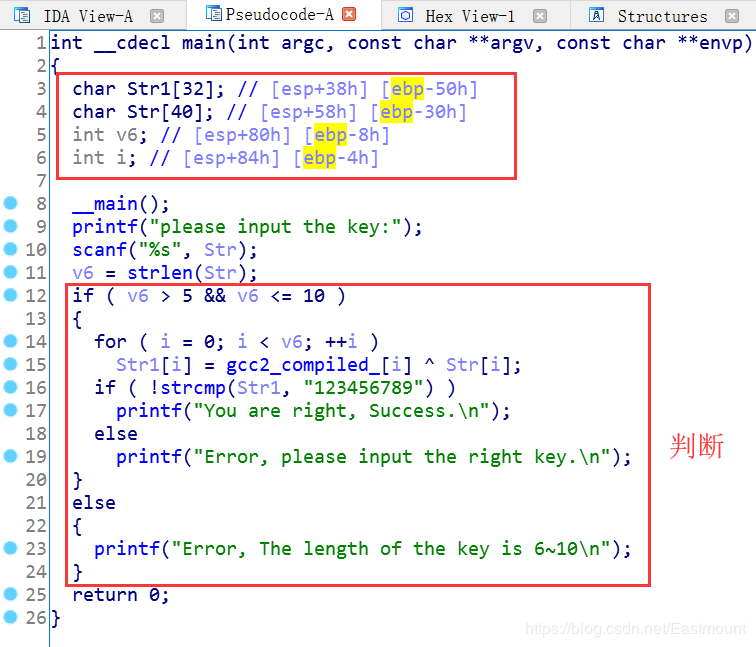 IDA View-A Pseudocode-A Hex View-1 Structures
1 int __cdecl main(int argc, const char **argv, const char **envp)
2 {
3 char Str1[32]; // [esp+38h] [ebp-50h]
4 char Str[40]; // [esp+58h] [ebp-30h]
5 int v6; // [esp+80h] [ebp-8h]
6 int i; // [esp+84h] [ebp-4h]
7
8 __main();
9 printf("please input the key:");
10 scanf("%s", Str);
11 v6 = strlen(Str);
12 if ( v6 > 5 && v6 <= 10 )
13 {
14 for ( i = 0; i < v6; ++i )
15 Str1[i] = gcc2_compiled_[i] ^ Str[i];
16 if ( !strcmp(Str1, "123456789") )
17 printf("You are right, Success.\n");
18 else
19 printf("Error, please input the right key.\n");
20 }
21 else
22 {
23 printf("Error, The length of the key is 6~10\n");
24 }
25 return 0;
26 }
判断
https://blog.csdn.net/Eastmount